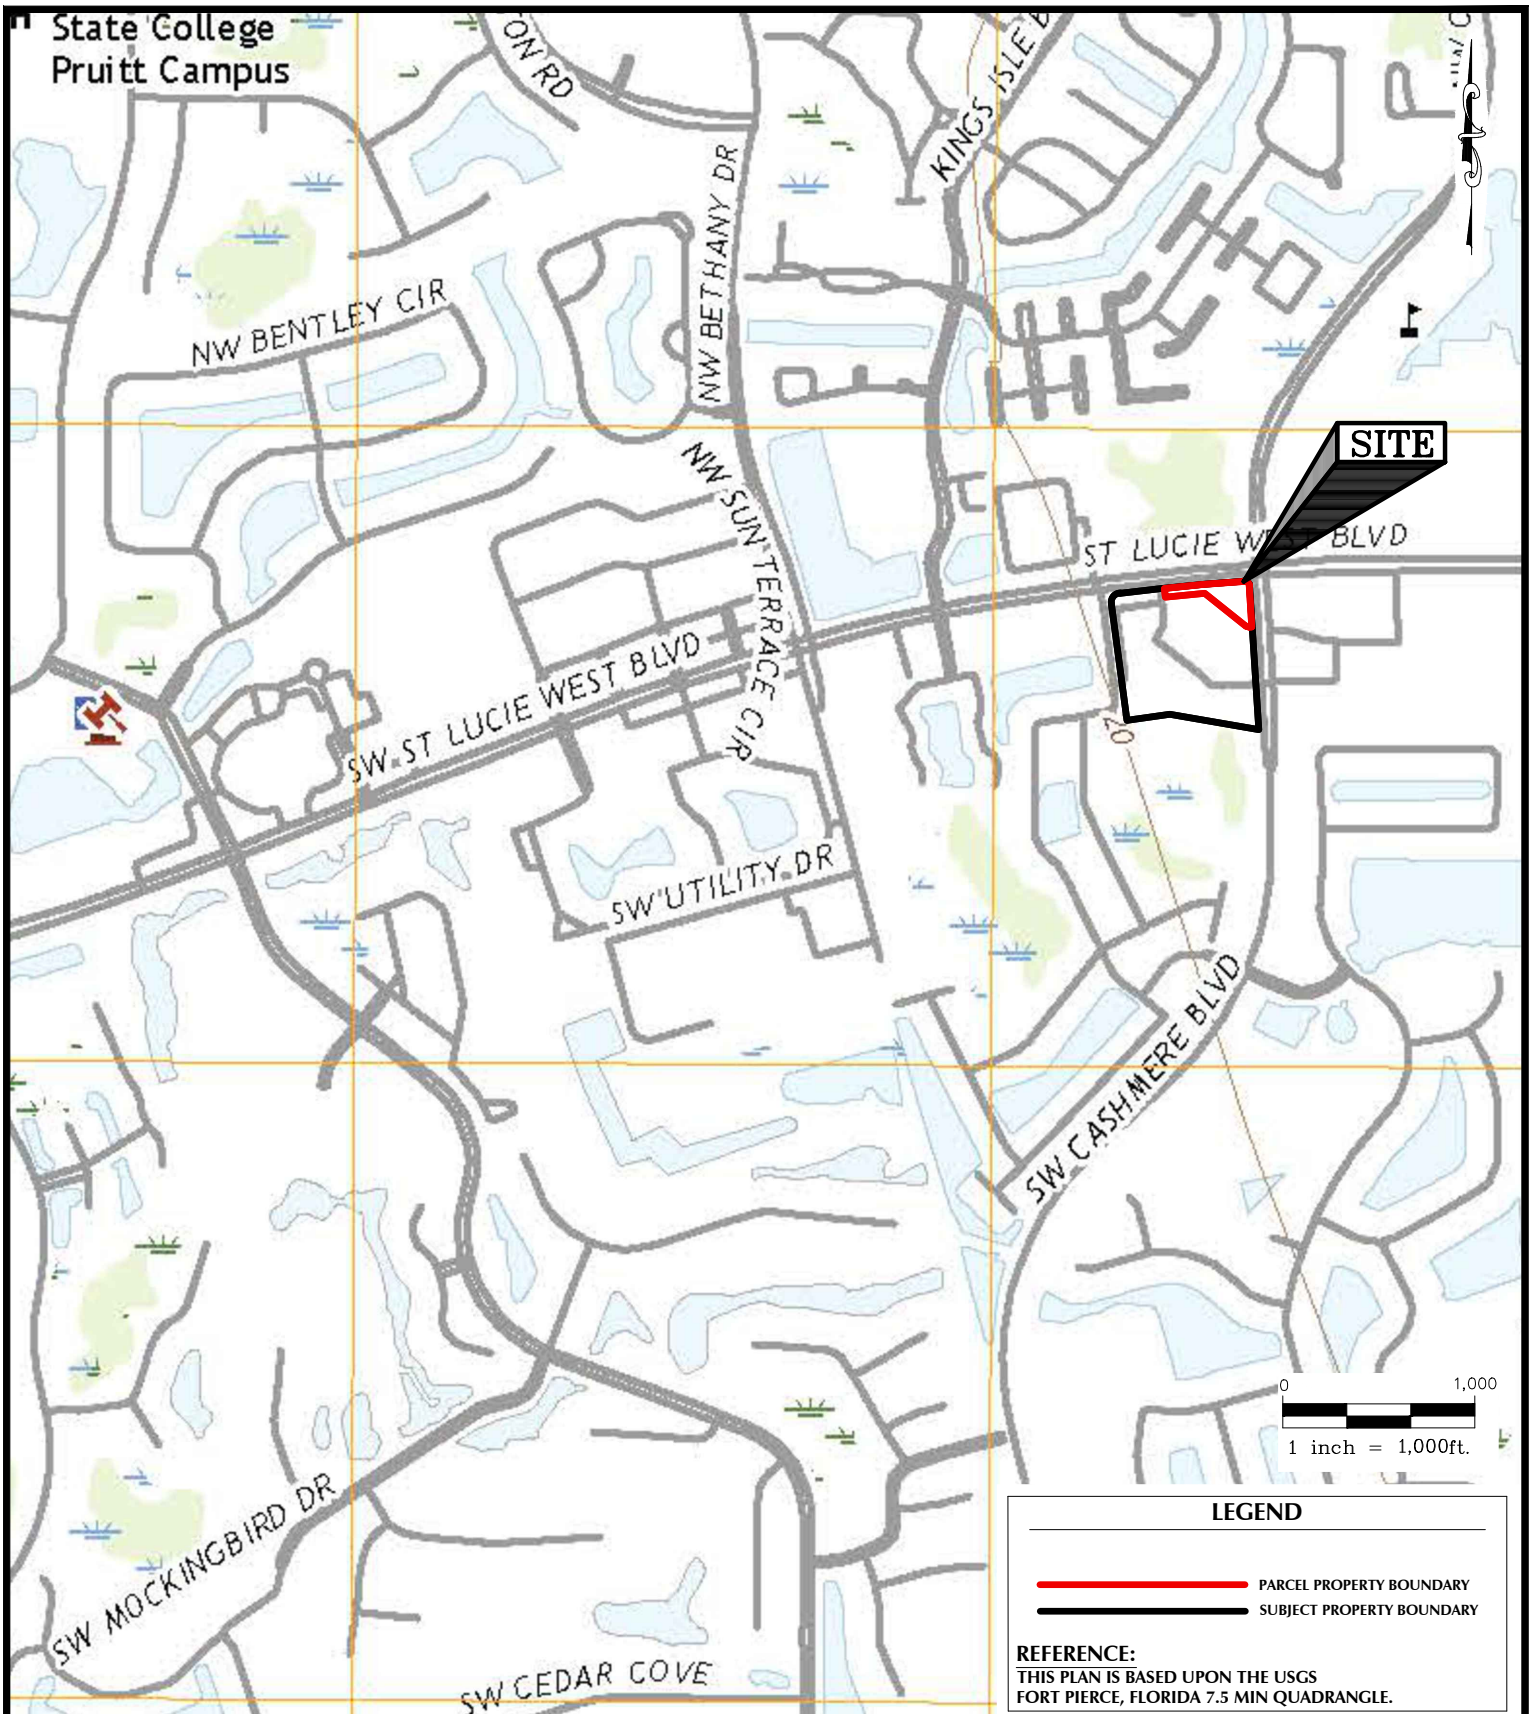 State College
Pruitt Campus
ON RD
KINGS ISLE B
NW BETHANY DR
NW BENTLEY CIR
NW SUN TERRACE CIR
SITE
ST LUCIE WEST BLVD
SW ST LUCIE WEST BLVD
20
SW UTILITY DR
SW CASHMERE BLVD
0 1,000
1 inch = 1,000ft.
SW MOCKINGBIRD DR
SW CEDAR COVE
LEGEND
PARCEL PROPERTY BOUNDARY
SUBJECT PROPERTY BOUNDARY
REFERENCE:
THIS PLAN IS BASED UPON THE USGS
FORT PIERCE, FLORIDA 7.5 MIN QUADRANGLE.